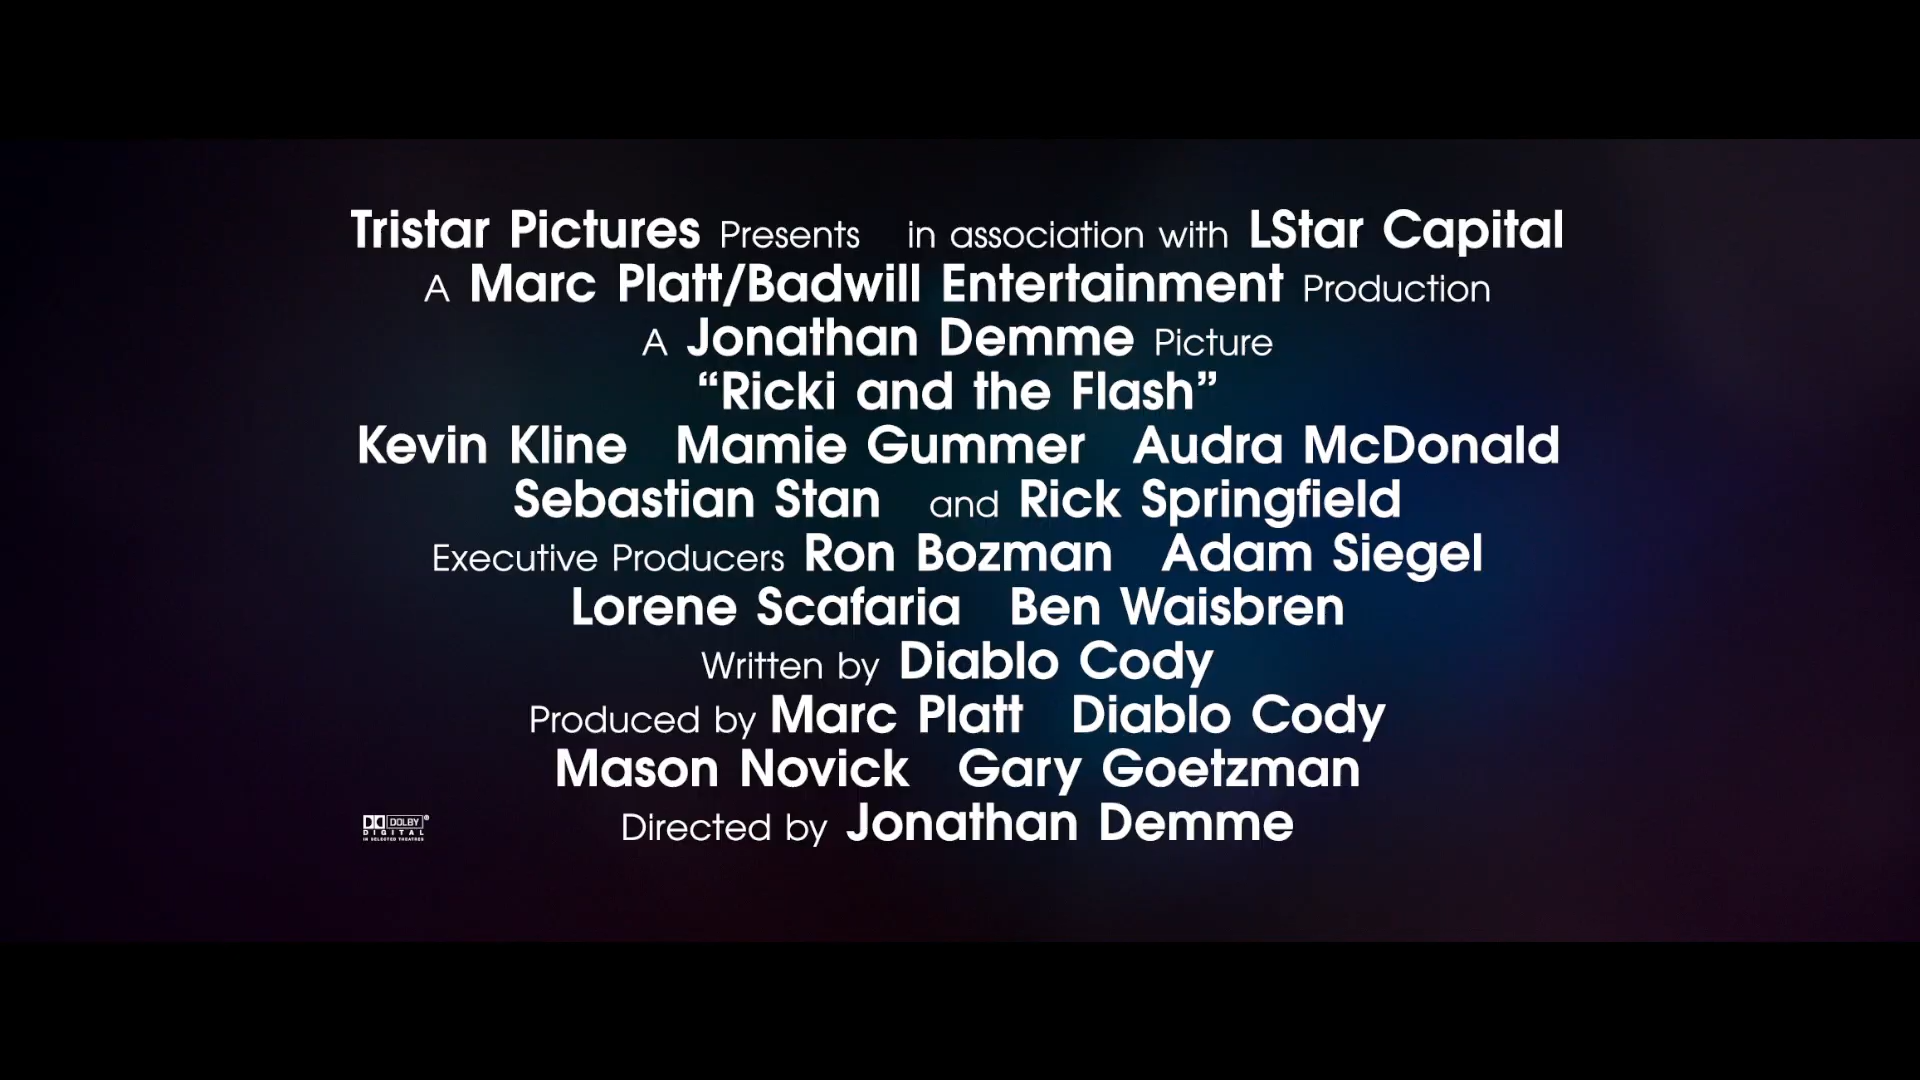 Tristar Pictures Presents in association with LStar Capital
A Marc Platt/Badwill Entertainment Production
A Jonathan Demme Picture
“Ricki and the Flash”
Kevin Kline Mamie Gummer Audra McDonald
Sebastian Stan and Rick Springfield
Executive Producers Ron Bozman Adam Siegel
Lorene Scafaria Ben Waisbren
Written by Diablo Cody
Produced by Marc Platt Diablo Cody
Mason Novick Gary Goetzman
Directed by Jonathan Demme
DOLBY®
DIGITAL
IN SELECTED THEATRES